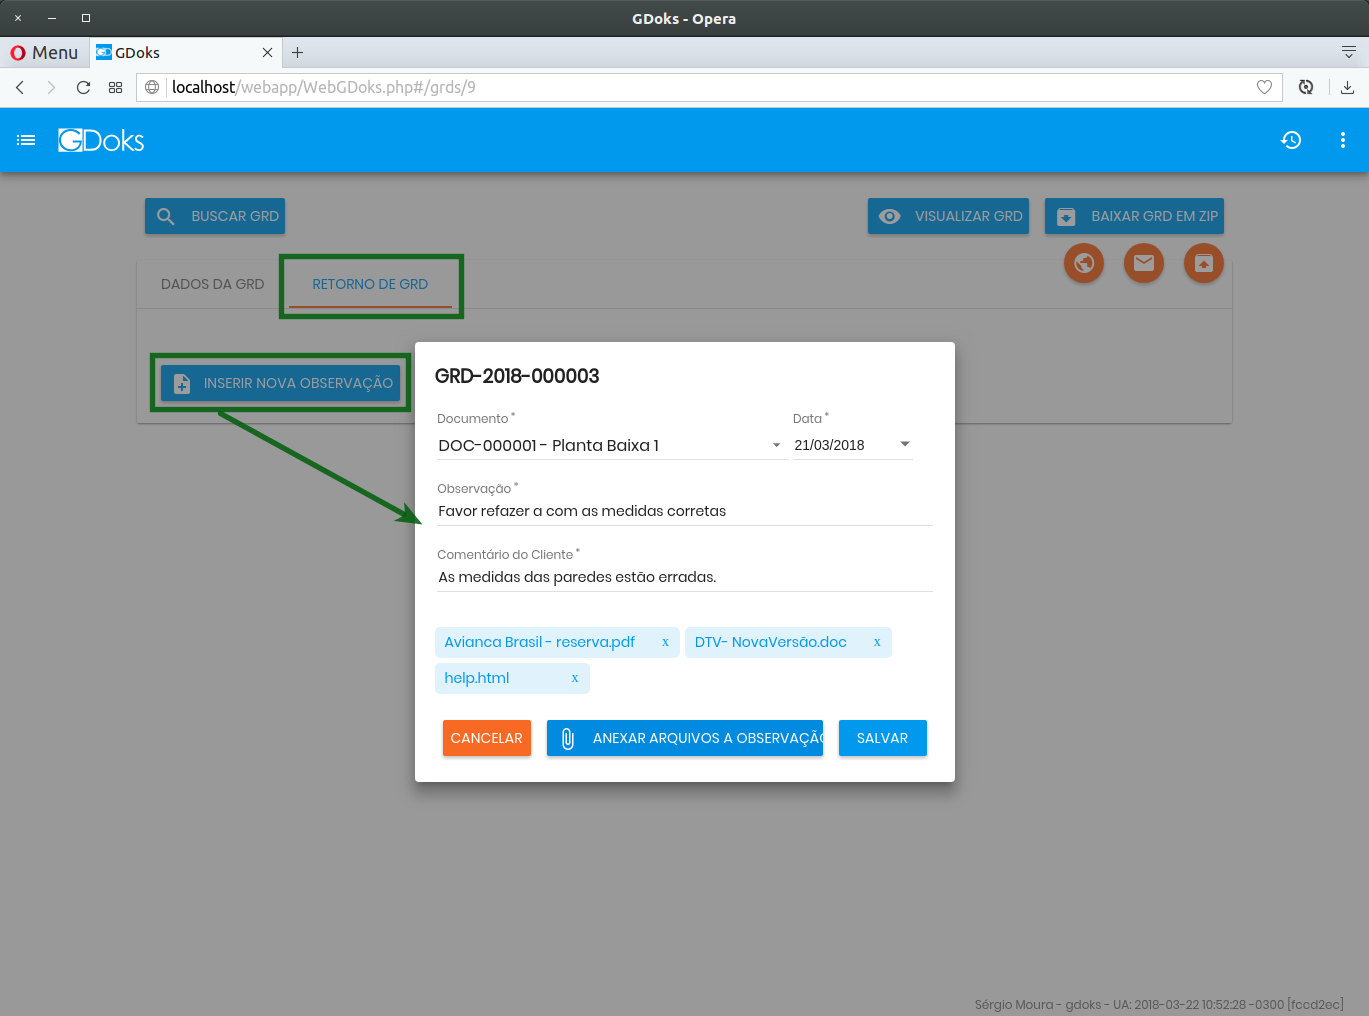 GDoks - Opera
Menu GDoks
localhost/webapp/WebGDoks.php#/grds/9
GDoks
BUSCAR GRD VISUALIZAR GRD BAIXAR GRD EM ZIP
DADOS DA GRD RETORNO DE GRD
INSERIR NOVA OBSERVAÇÃO
GRD-2018-000003
Documento * Data *
DOC-000001 - Planta Baixa 1 21/03/2018
Observação *
Favor refazer a com as medidas corretas
Comentário do Cliente *
As medidas das paredes estão erradas.
Avianca Brasil - reserva.pdf x DTV- NovaVersão.doc x
help.html x
CANCELAR ANEXAR ARQUIVOS A OBSERVAÇÃO SALVAR
Sérgio Moura - gdoks - UA: 2018-03-22 10:52:28 -0300 [fccd2ec]